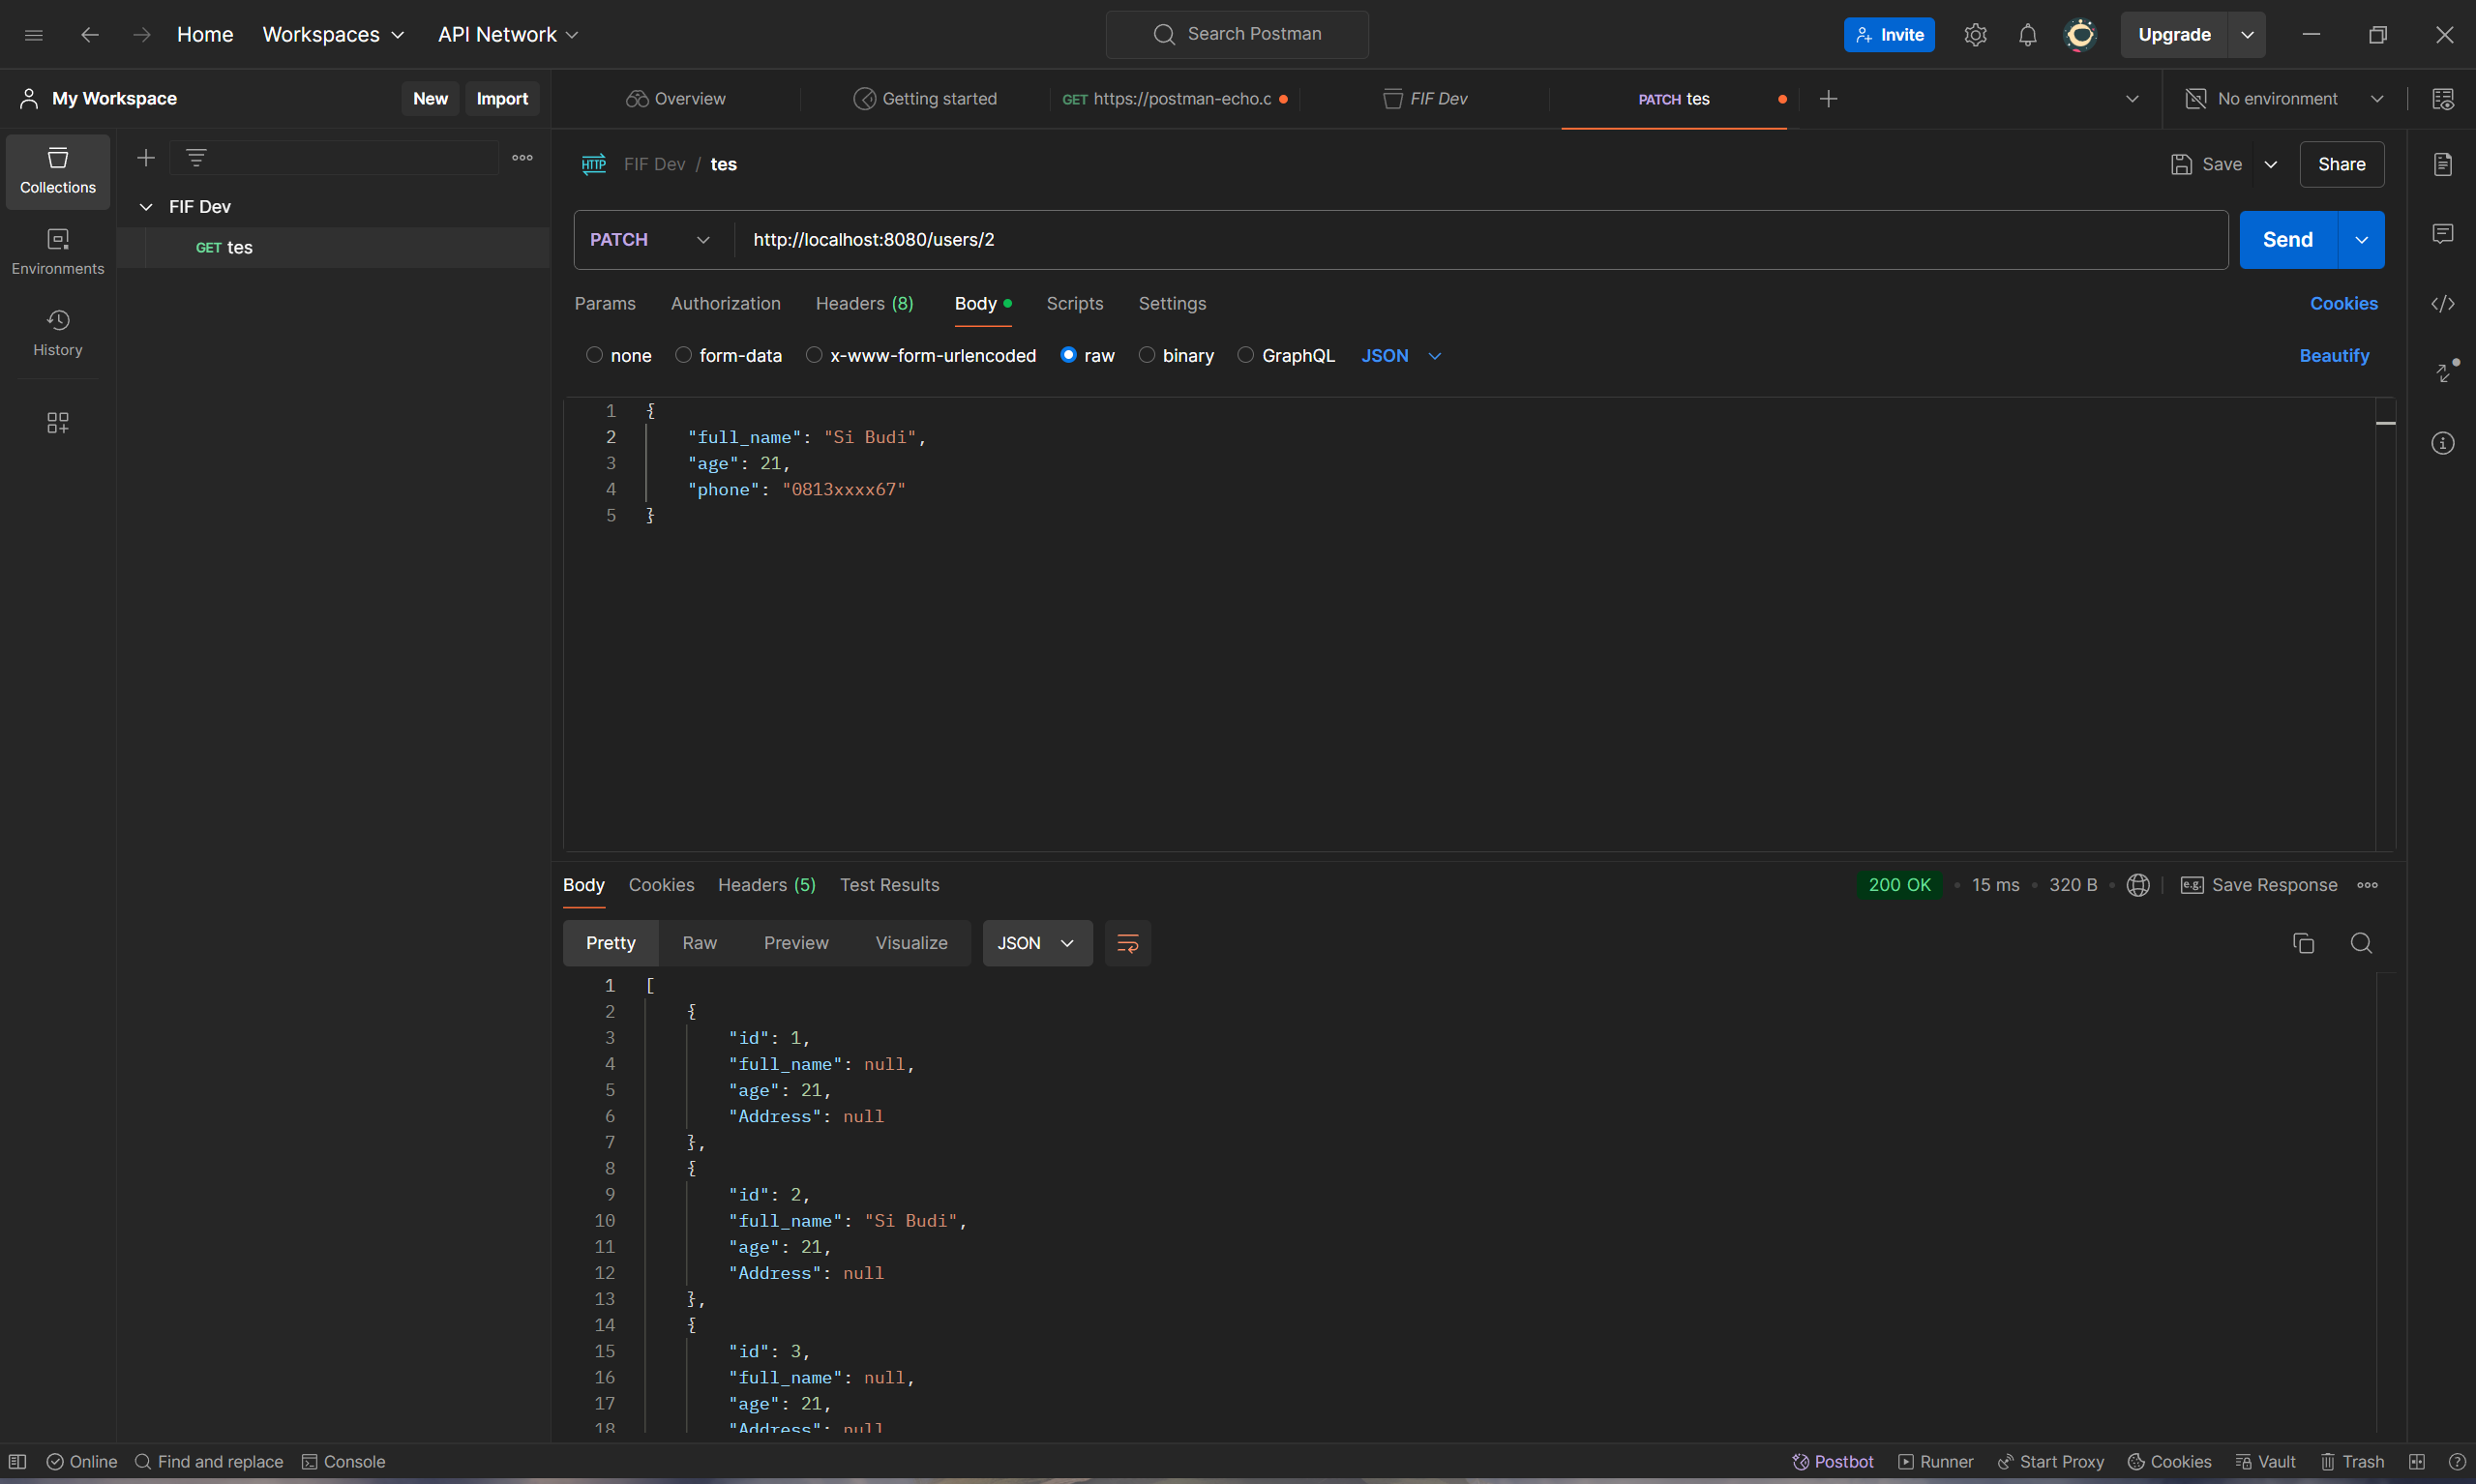 Home Workspaces API Network Search Postman Invite Upgrade
My Workspace New Import Overview Getting started GET https://postman-echo.c FIF Dev PATCH tes No environment
Collections
Environments
History
FIF Dev
GET tes
HTTP FIF Dev / tes Save Share
PATCH http://localhost:8080/users/2 Send
Params Authorization Headers (8) Body Scripts Settings Cookies
none form-data x-www-form-urlencoded raw binary GraphQL JSON Beautify
1 {
2 "full_name": "Si Budi",
3 "age": 21,
4 "phone": "0813xxxx67"
5 }
Body Cookies Headers (5) Test Results 200 OK 15 ms 320 B e.g. Save Response
Pretty Raw Preview Visualize JSON
1 [
2 {
3 "id": 1,
4 "full_name": null,
5 "age": 21,
6 "Address": null
7 },
8 {
9 "id": 2,
10 "full_name": "Si Budi",
11 "age": 21,
12 "Address": null
13 },
14 {
15 "id": 3,
16 "full_name": null,
17 "age": 21,
18 "Address": null
Online Find and replace Console Postbot Runner Start Proxy Cookies Vault Trash